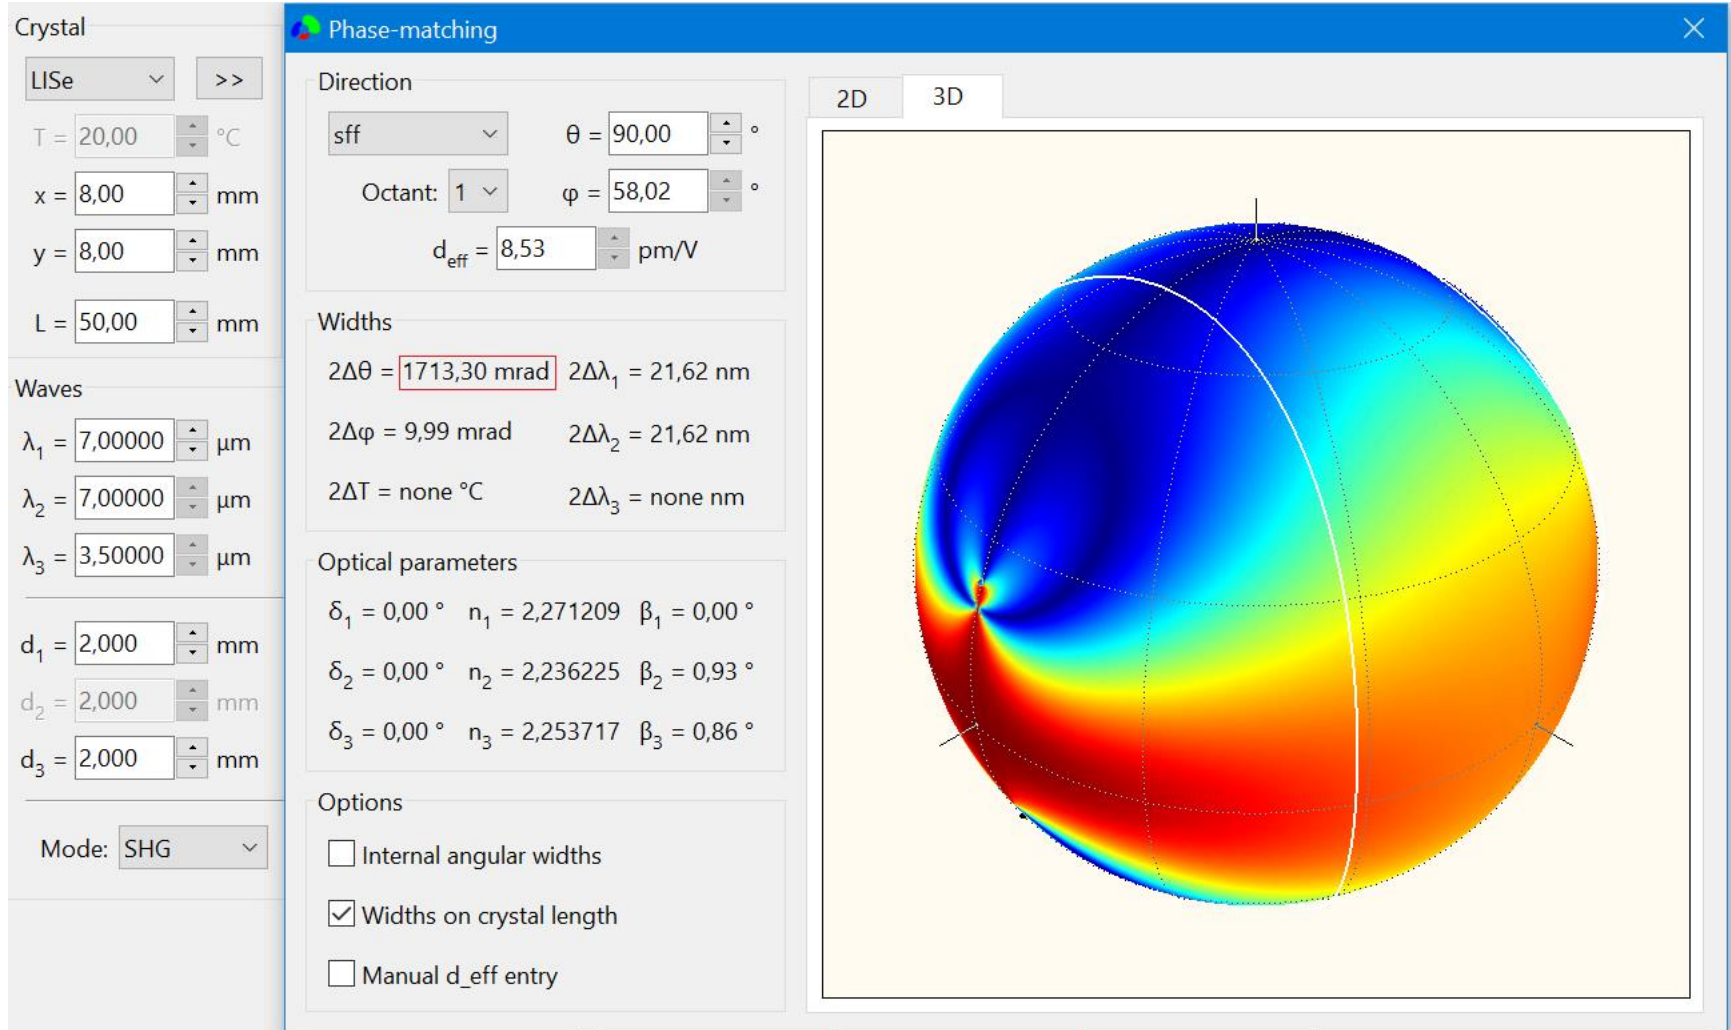 Crystal
LISe >>
T = 20,00 °C
x = 8,00 mm
y = 8,00 mm
L = 50,00 mm
Waves
λ1 = 7,00000 μm
λ2 = 7,00000 μm
λ3 = 3,50000 μm
d1 = 2,000 mm
d2 = 2,000 mm
d3 = 2,000 mm
Mode: SHG
Phase-matching
Direction
sff θ = 90,00 °
Octant: 1 φ = 58,02 °
deff = 8,53 pm/V
Widths
2Δθ = 1713,30 mrad 2Δλ1 = 21,62 nm
2Δφ = 9,99 mrad 2Δλ2 = 21,62 nm
2ΔT = none °C 2Δλ3 = none nm
Optical parameters
δ1 = 0,00 ° n1 = 2,271209 β1 = 0,00 °
δ2 = 0,00 ° n2 = 2,236225 β2 = 0,93 °
δ3 = 0,00 ° n3 = 2,253717 β3 = 0,86 °
Options
Internal angular widths
Widths on crystal length
Manual d_eff entry
2D 3D